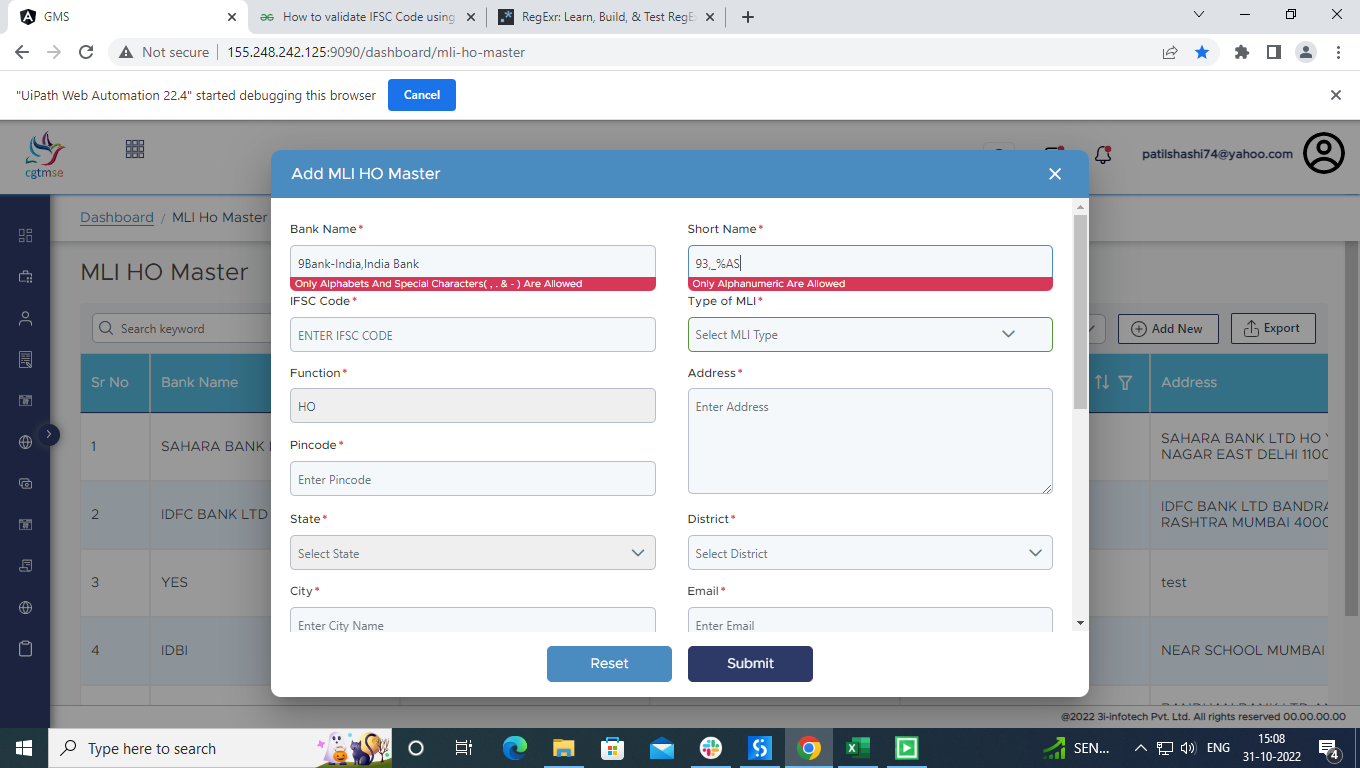 GMS
How to validate IFSC Code using
RegExr: Learn, Build, & Test RegE
Not secure
155.248.242.125:9090/dashboard/mli-ho-master
"UiPath Web Automation 22.4" started debugging this browser
Cancel
cgtmse
patilshashi74@yahoo.com
Dashboard / MLI Ho Master
MLI HO Master
Search keyword
Add New
Export
Sr No
Bank Name
Address
1
SAHARA BANK
SAHARA BANK LTD HO
NAGAR EAST DELHI 1100
2
IDFC BANK LTD
IDFC BANK LTD BANDRA
RASHTRA MUMBAI 4000
3
YES
test
4
IDBI
NEAR SCHOOL MUMBAI
Add MLI HO Master
Bank Name*
Short Name*
9Bank-India,India Bank
93,_%AS
Only Alphabets And Special Characters( , . & - ) Are Allowed
Only Alphanumeric Are Allowed
IFSC Code*
Type of MLI*
ENTER IFSC CODE
Select MLI Type
Function*
Address*
HO
Enter Address
Pincode*
Enter Pincode
State*
District*
Select State
Select District
City*
Email*
Enter City Name
Enter Email
Reset
Submit
@2022 3i-infotech Pvt. Ltd. All rights reserved 00.00.00.00
Type here to search
SEN...
ENG
15:08
31-10-2022
4